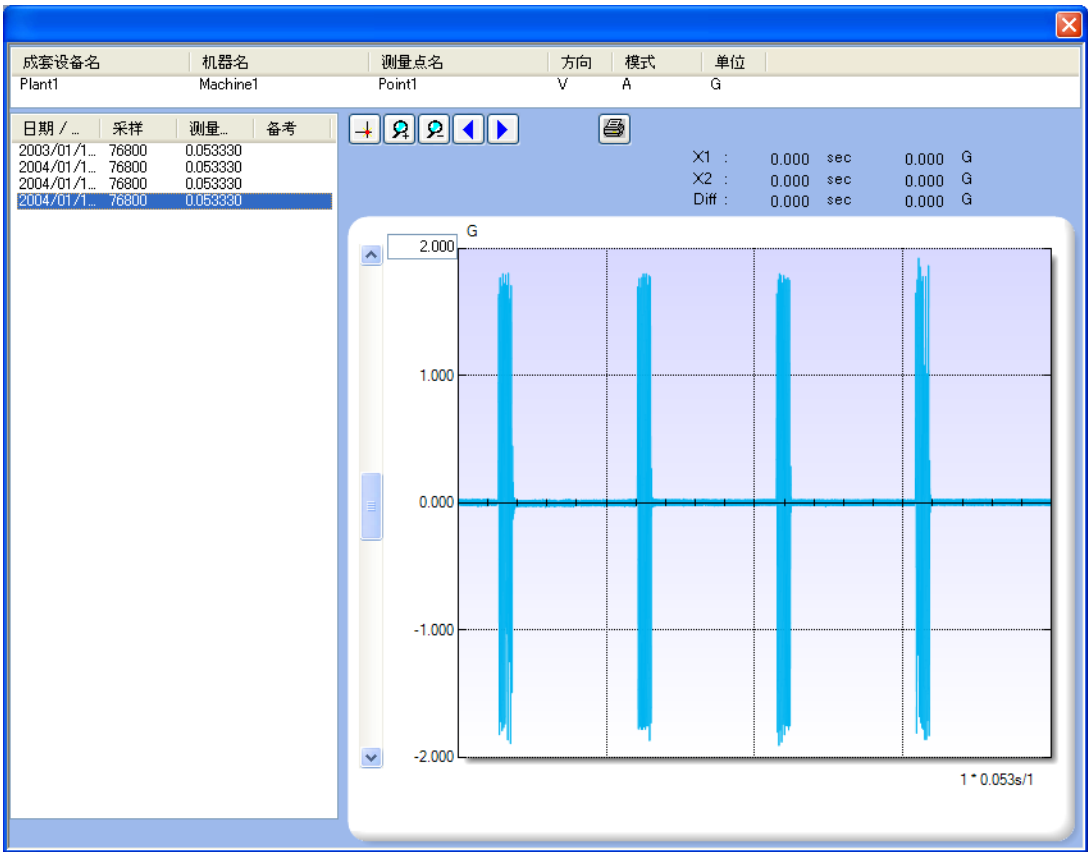 成套设备名 机器名 测量点名 方向 模式 单位
Plant1 Machine1 Point1 V A G
日期 / ... 采样 测量... 备考
2003/01/1... 76800 0.053330
2004/01/1... 76800 0.053330
2004/01/1... 76800 0.053330
2004/01/1... 76800 0.053330
X1 : 0.000 sec 0.000 G
X2 : 0.000 sec 0.000 G
Diff : 0.000 sec 0.000 G
G
2.000
1.000
0.000
-1.000
-2.000
1 * 0.053s/1